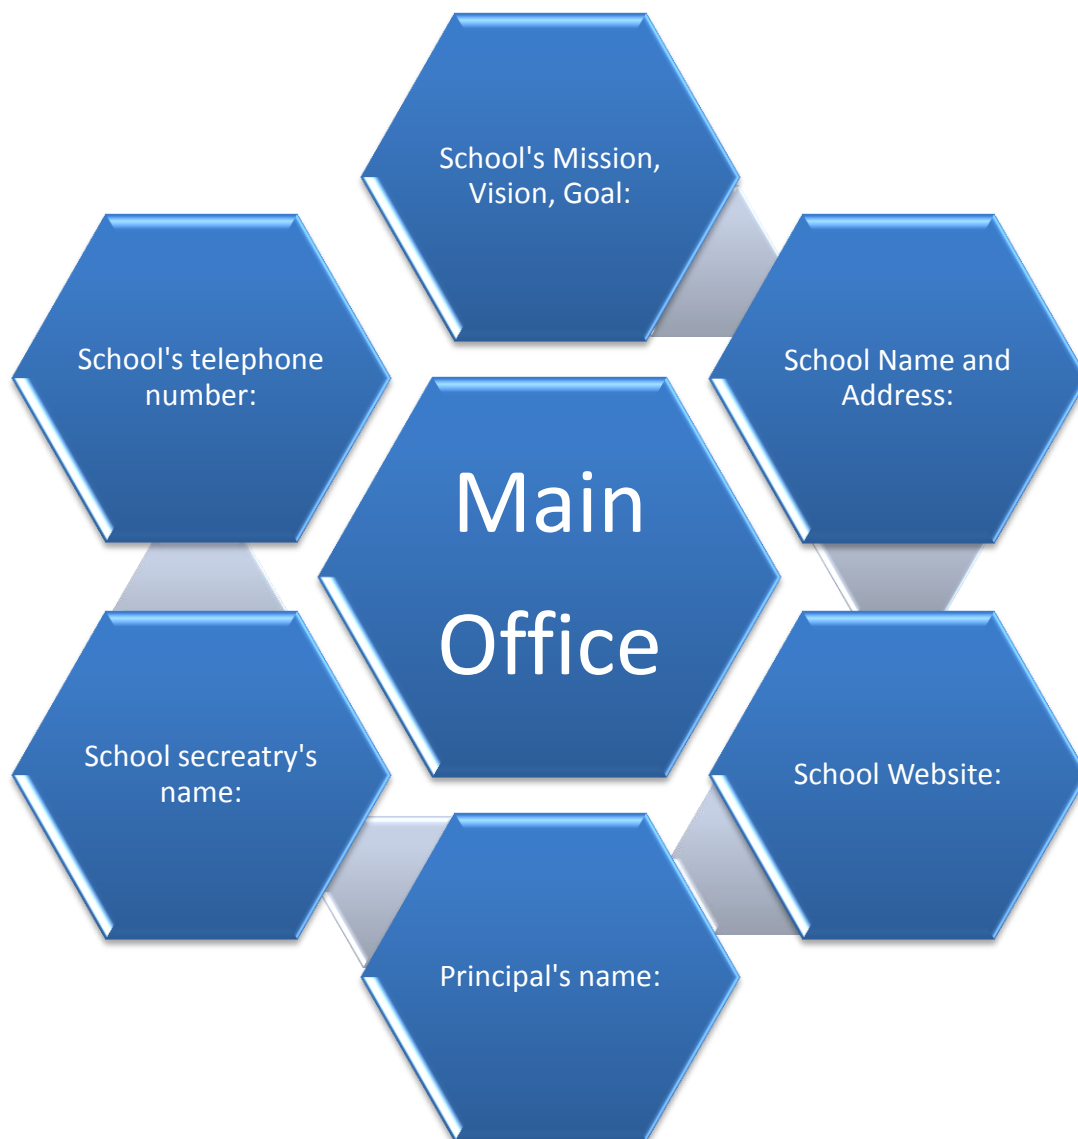 School's Mission,
Vision, Goal:
School Name and
Address:
School's telephone
number:
Main
Office
School secreatry's
name:
School Website:
Principal's name: